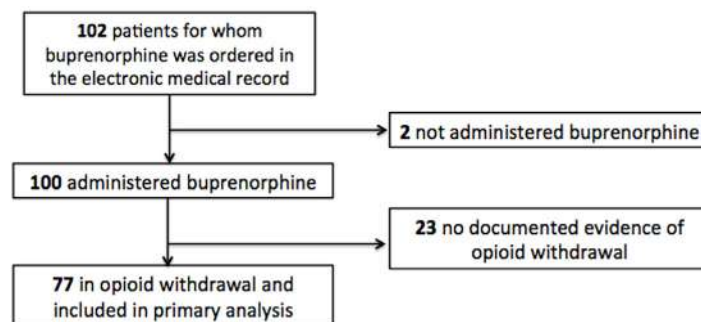 102 patients for whom
buprenorphine was ordered in
the electronic medical record
2 not administered buprenorphine
100 administered buprenorphine
23 no documented evidence of
opioid withdrawal
77 in opioid withdrawal and
included in primary analysis